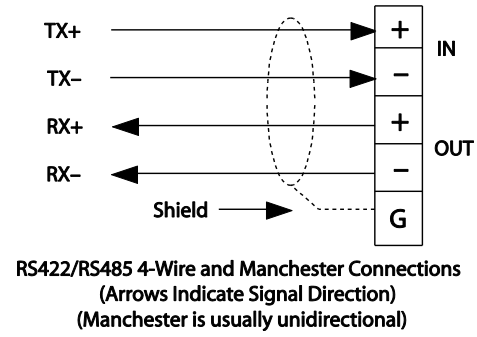 TX+ + IN
TX– –
RX+ + OUT
RX– –
Shield G
RS422/RS485 4-Wire and Manchester Connections
(Arrows Indicate Signal Direction)
(Manchester is usually unidirectional)